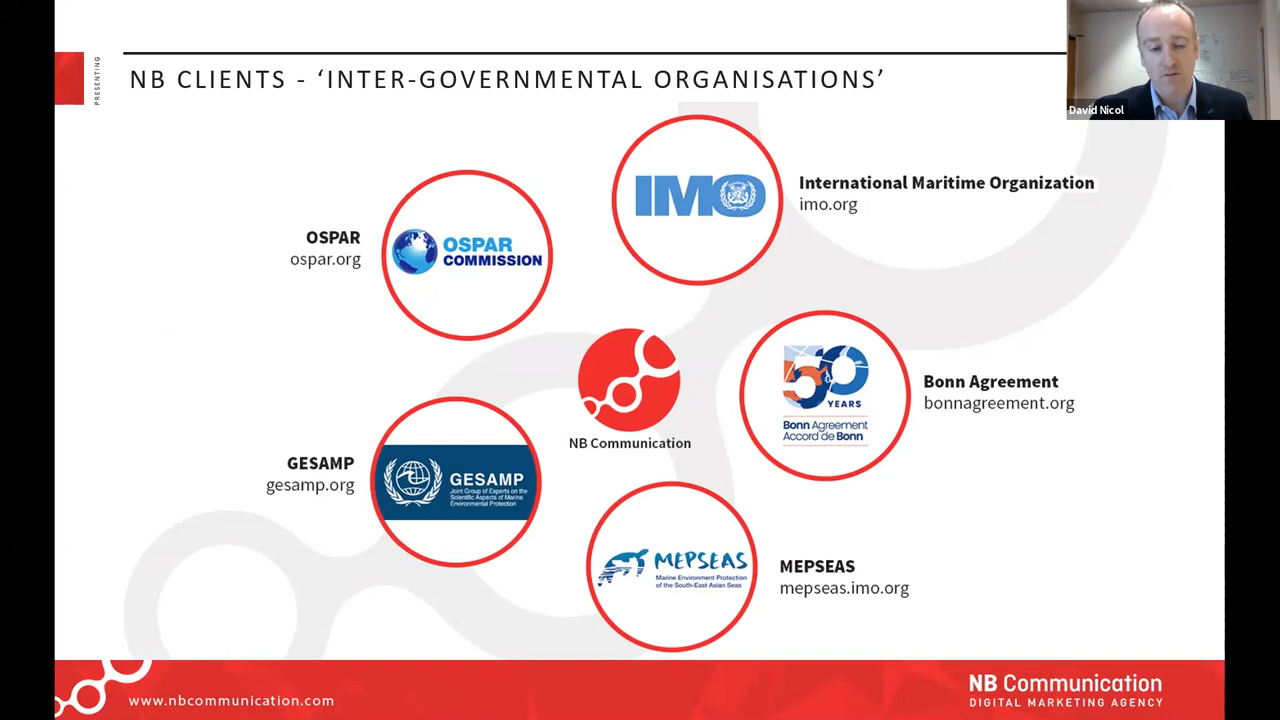 PRESENTING
NB CLIENTS - ‘INTER-GOVERNMENTAL ORGANISATIONS’
David Nicol
IMO
International Maritime Organization
imo.org
OSPAR
ospar.org
OSPAR
COMMISSION
50
YEARS
Bonn Agreement
Accord de Bonn
Bonn Agreement
bonnagreement.org
NB Communication
GESAMP
gesamp.org
GESAMP
Joint Group of Experts on the
Scientific Aspects of Marine
Environmental Protection
MEPSEAS
Marine Environment Protection
of the South-East Asian Seas
MEPSEAS
mepseas.imo.org
www.nbcommunication.com
NB Communication
DIGITAL MARKETING AGENCY